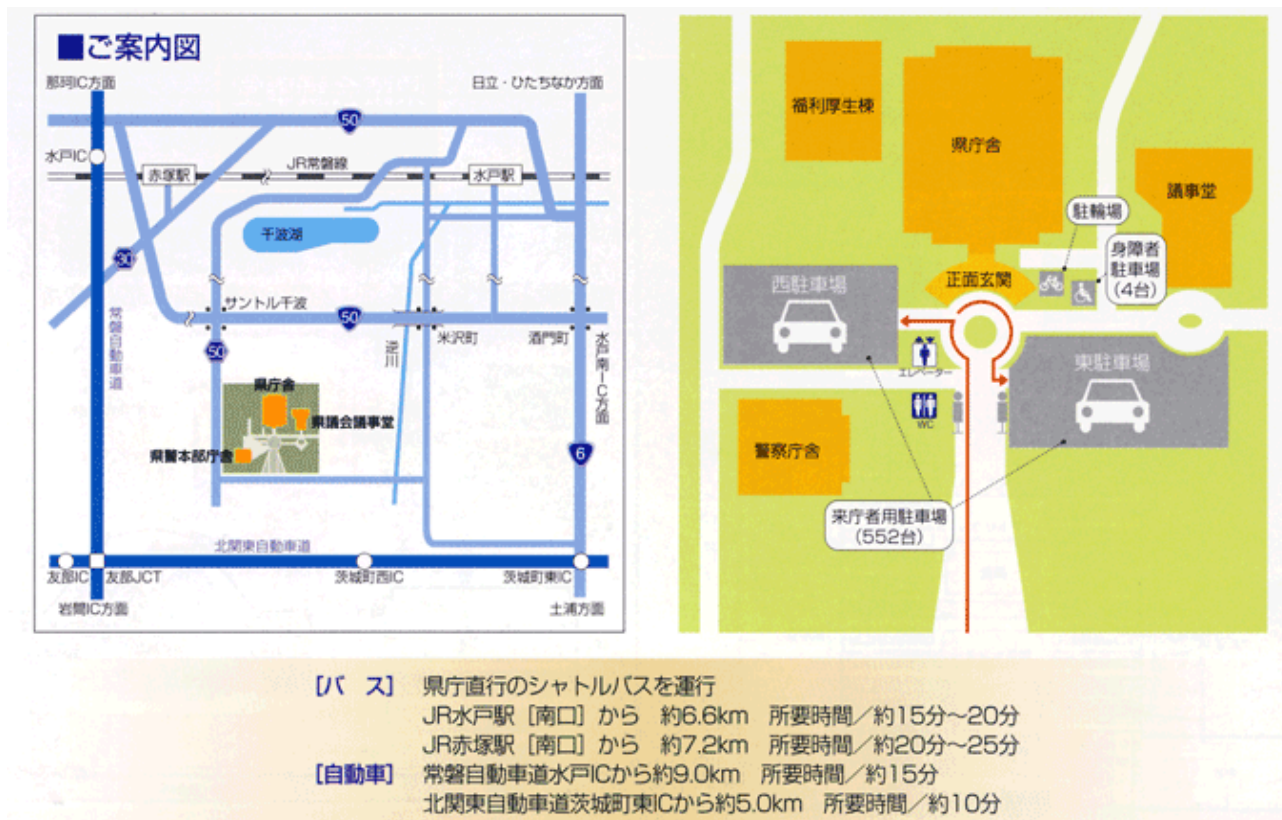 ■ご案内図
那珂IC方面
日立・ひたちなか方面
50
水戸IC
JR常磐線
赤塚駅
水戸駅
千波湖
30
サントル千波
50
米沢町
酒門町
常磐自動車道
50
逆川
水戸南IC方面
県庁舎
県議会議事堂
県警本部庁舎
6
北関東自動車道
友部IC
友部JCT
茨城町西IC
茨城町東IC
岩間IC方面
土浦方面
福利厚生棟
県庁舎
議事堂
駐輪場
身障者
駐車場
(4台)
正面玄関
西駐車場
エレベーター
東駐車場
WC
警察庁舎
来庁者用駐車場
(552台)
[バ ス] 県庁直行のシャトルバスを運行
JR水戸駅［南口］から 約6.6km 所要時間／約15分〜20分
JR赤塚駅［南口］から 約7.2km 所要時間／約20分〜25分
[自動車] 常磐自動車道水戸ICから約9.0km 所要時間／約15分
北関東自動車道茨城町東ICから約5.0km 所要時間／約10分